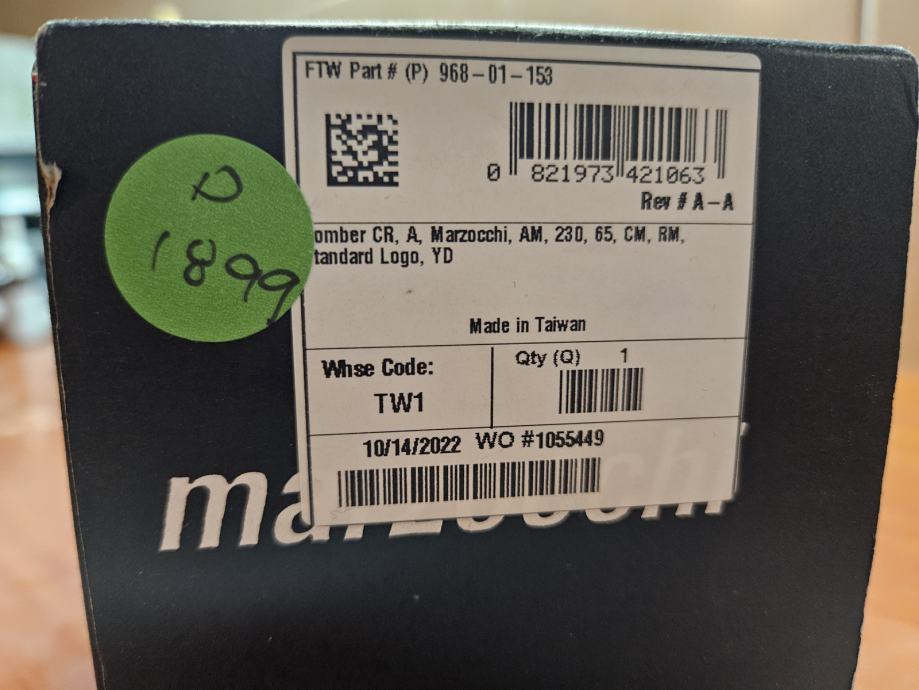 FTW Part # (P) 968-01-153
0 821973 421063
Rev # A-A
omber CR, A, Marzocchi, AM, 230, 65, CM, RM,
tandard Logo, YD
Made in Taiwan
Whse Code:
TW1
Qty (Q) 1
10/14/2022 WO #1055449
D
1899
marzocchi